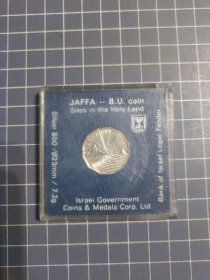 JAFFA – B.U. coin
Sites in the Holy Land
Silver 850 /Ø23mm / 7.2g
Bank of Israel Legal Tender
Israel Government
Coins & Medals Corp. Ltd.